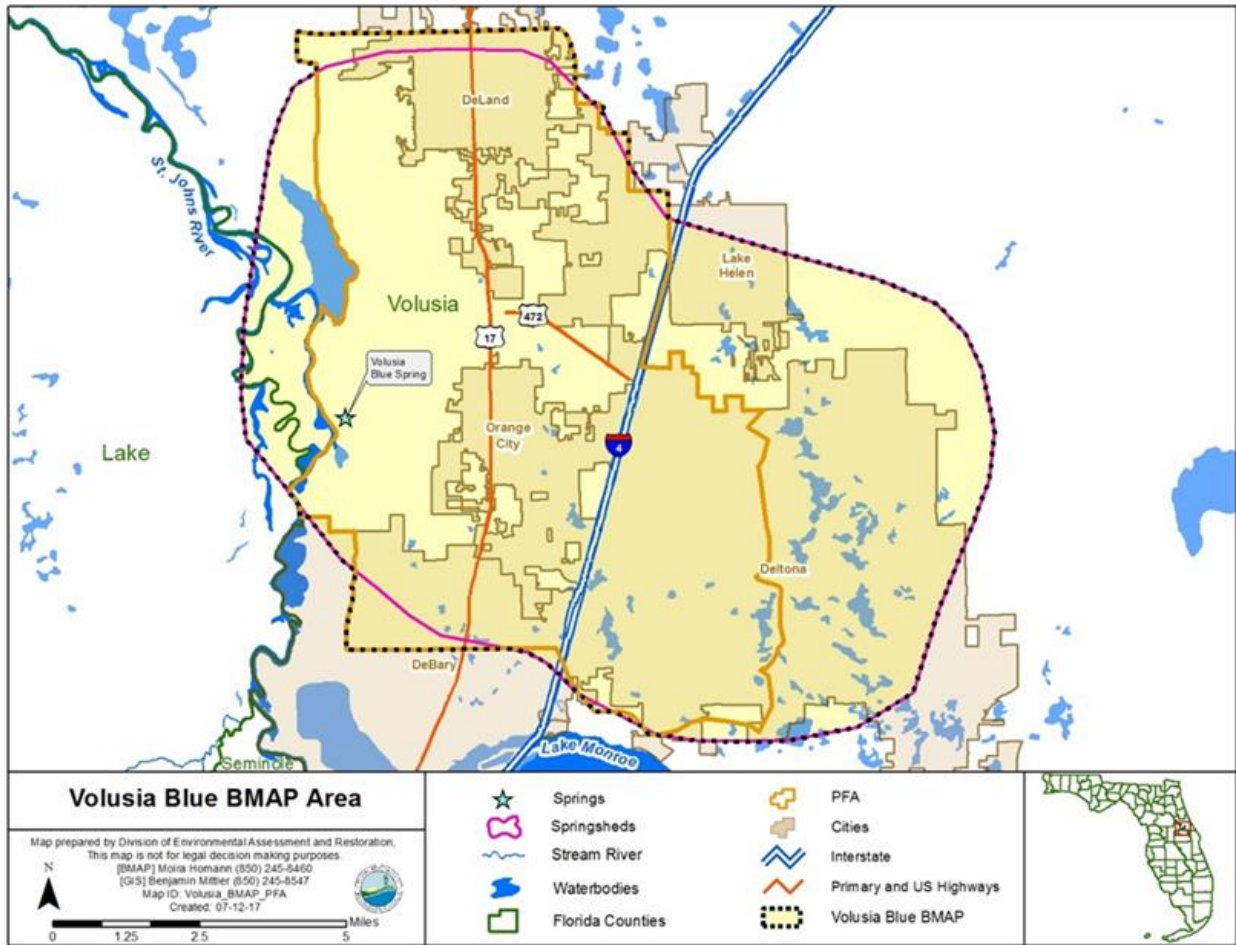 DeLand
St. Johns River
Lake
Helen
Volusia
472
17
Volusia
Blue Spring
Orange
City
4
Lake
Deltona
DeBary
Lake Monroe
Seminole
Volusia Blue BMAP Area
Map prepared by Division of Environmental Assessment and Restoration,
This map is not for legal decision making purposes.
[BMAP] Moira Homann (850) 245-8460
[GIS] Benjamin Mittler (850) 245-8547
Map ID: Volusia_BMAP_PFA
Created: 07-12-17
N
Miles
0 1.25 2.5 5
Springs
Springsheds
Stream River
Waterbodies
Florida Counties
PFA
Cities
Interstate
Primary and US Highways
Volusia Blue BMAP